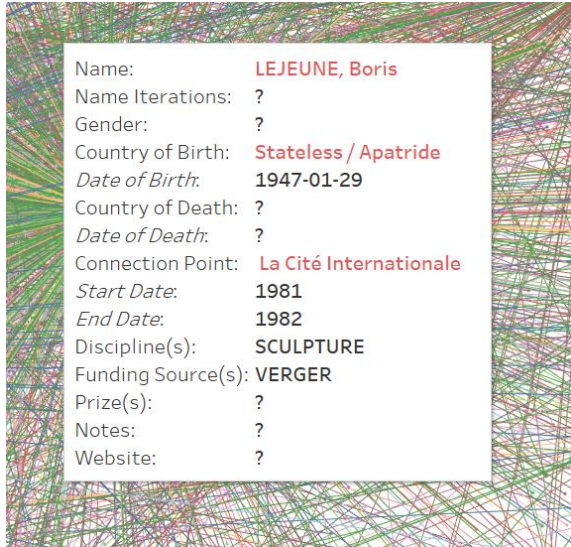 Name: LEJEUNE, Boris
Name Iterations: ?
Gender: ?
Country of Birth: Stateless / Apatride
Date of Birth: 1947-01-29
Country of Death: ?
Date of Death: ?
Connection Point: La Cité Internationale
Start Date: 1981
End Date: 1982
Discipline(s): SCULPTURE
Funding Source(s): VERGER
Prize(s): ?
Notes: ?
Website: ?